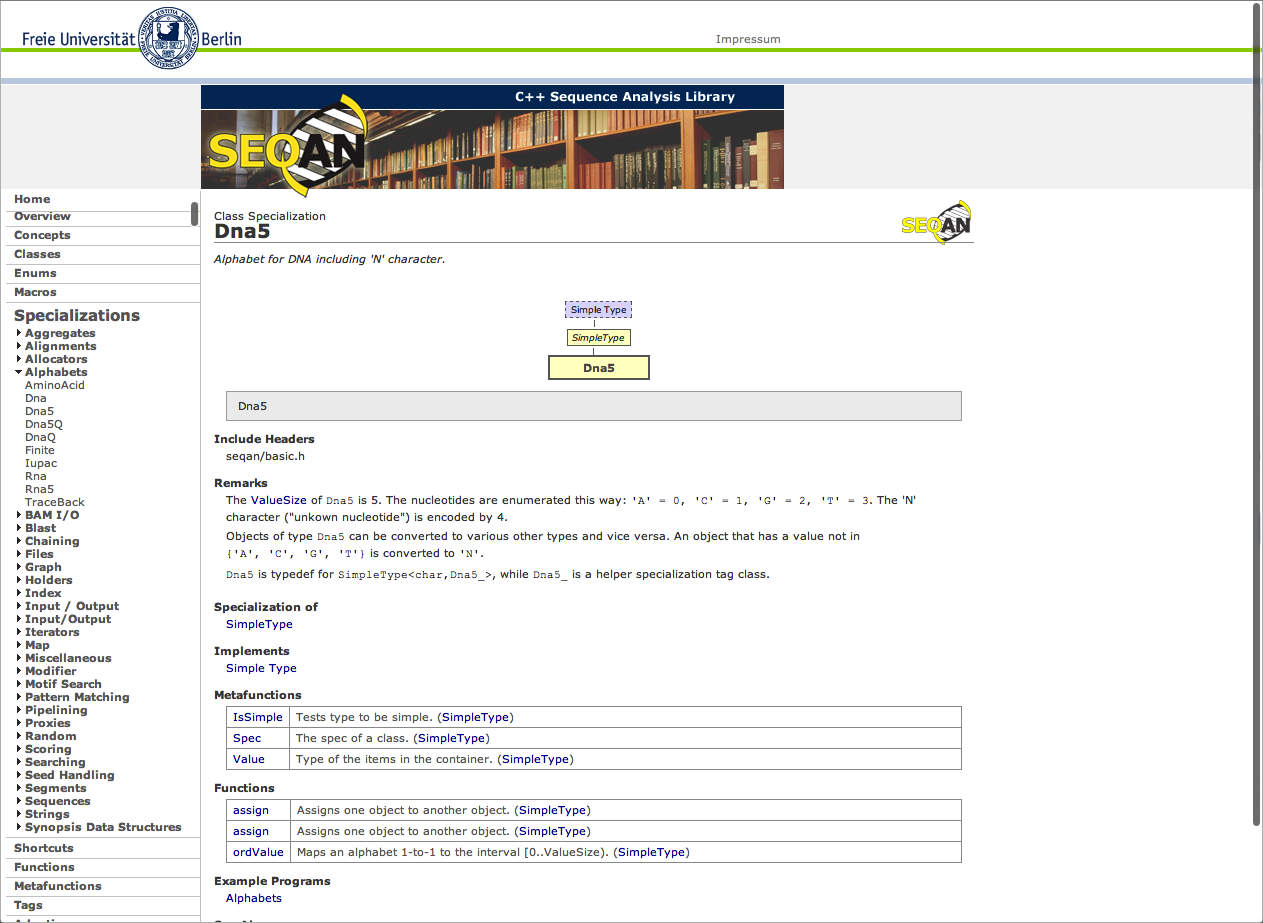 Freie Universität Berlin
Impressum
C++ Sequence Analysis Library
SEQAN
Home
Overview
Concepts
Classes
Enums
Macros
Specializations
Aggregates
Alignments
Allocators
Alphabets
AminoAcid
Dna
Dna5
Dna5Q
DnaQ
Finite
Iupac
Rna
Rna5
TraceBack
BAM I/O
Blast
Chaining
Files
Graph
Holders
Index
Input / Output
Input/Output
Iterators
Map
Miscellaneous
Modifier
Motif Search
Pattern Matching
Pipelining
Proxies
Random
Scoring
Searching
Seed Handling
Segments
Sequences
Strings
Synopsis Data Structures
Shortcuts
Functions
Metafunctions
Tags
Class Specialization
Dna5
SEQAN
Alphabet for DNA including 'N' character.
Simple Type
SimpleType
Dna5
Dna5
Include Headers
seqan/basic.h
Remarks
The ValueSize of Dna5 is 5. The nucleotides are enumerated this way: 'A' = 0, 'C' = 1, 'G' = 2, 'T' = 3. The 'N'
character ("unkown nucleotide") is encoded by 4.
Objects of type Dna5 can be converted to various other types and vice versa. An object that has a value not in
{'A', 'C', 'G', 'T'} is converted to 'N'.
Dna5 is typedef for SimpleType<char,Dna5_>, while Dna5_ is a helper specialization tag class.
Specialization of
SimpleType
Implements
Simple Type
Metafunctions
IsSimple Tests type to be simple. (SimpleType)
Spec The spec of a class. (SimpleType)
Value Type of the items in the container. (SimpleType)
Functions
assign Assigns one object to another object. (SimpleType)
assign Assigns one object to another object. (SimpleType)
ordValue Maps an alphabet 1-to-1 to the interval [0..ValueSize). (SimpleType)
Example Programs
Alphabets